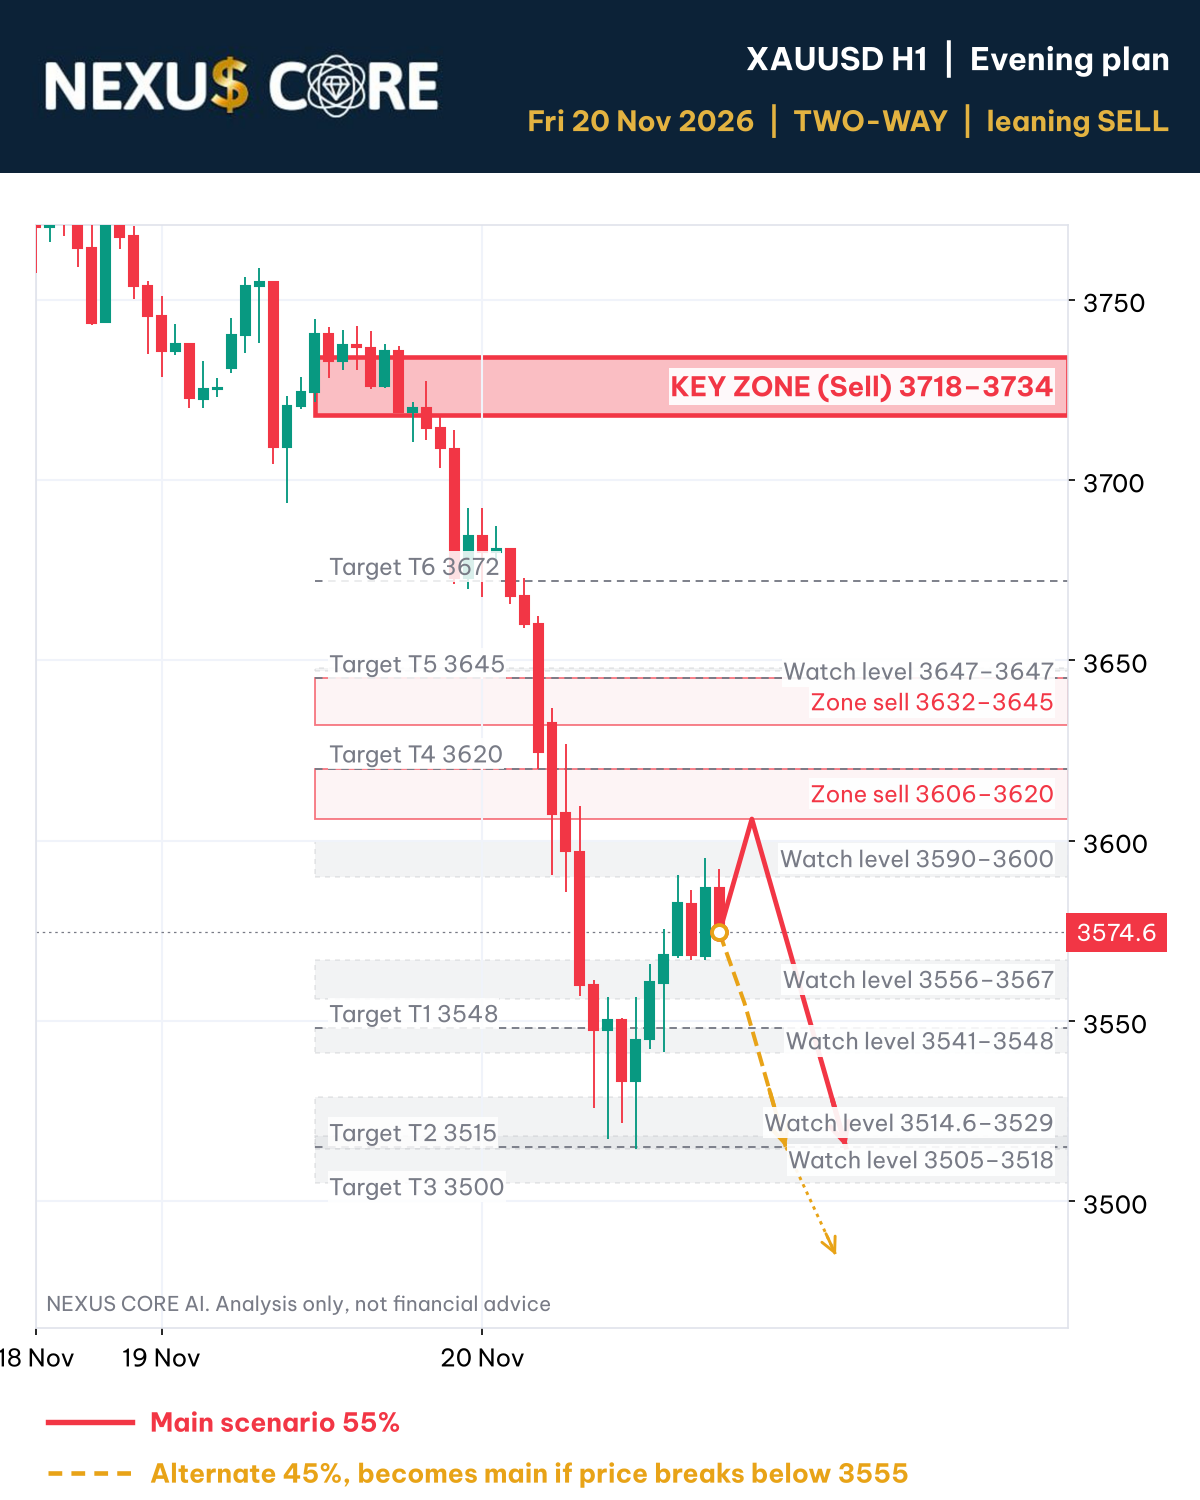 NEXU$ CORE
XAUUSD H1 | Evening plan
Fri 20 Nov 2026 | TWO-WAY | leaning SELL
3750
KEY ZONE (Sell) 3718–3734
3700
Target T6 3672
Target T5 3645
3650
Watch level 3647–3647
Zone sell 3632–3645
Target T4 3620
Zone sell 3606–3620
3600
Watch level 3590–3600
3574.6
Watch level 3556–3567
Target T1 3548
3550
Watch level 3541–3548
Watch level 3514.6–3529
Target T2 3515
Watch level 3505–3518
Target T3 3500
3500
NEXUS CORE AI. Analysis only, not financial advice
18 Nov
19 Nov
20 Nov
Main scenario 55%
Alternate 45%, becomes main if price breaks below 3555